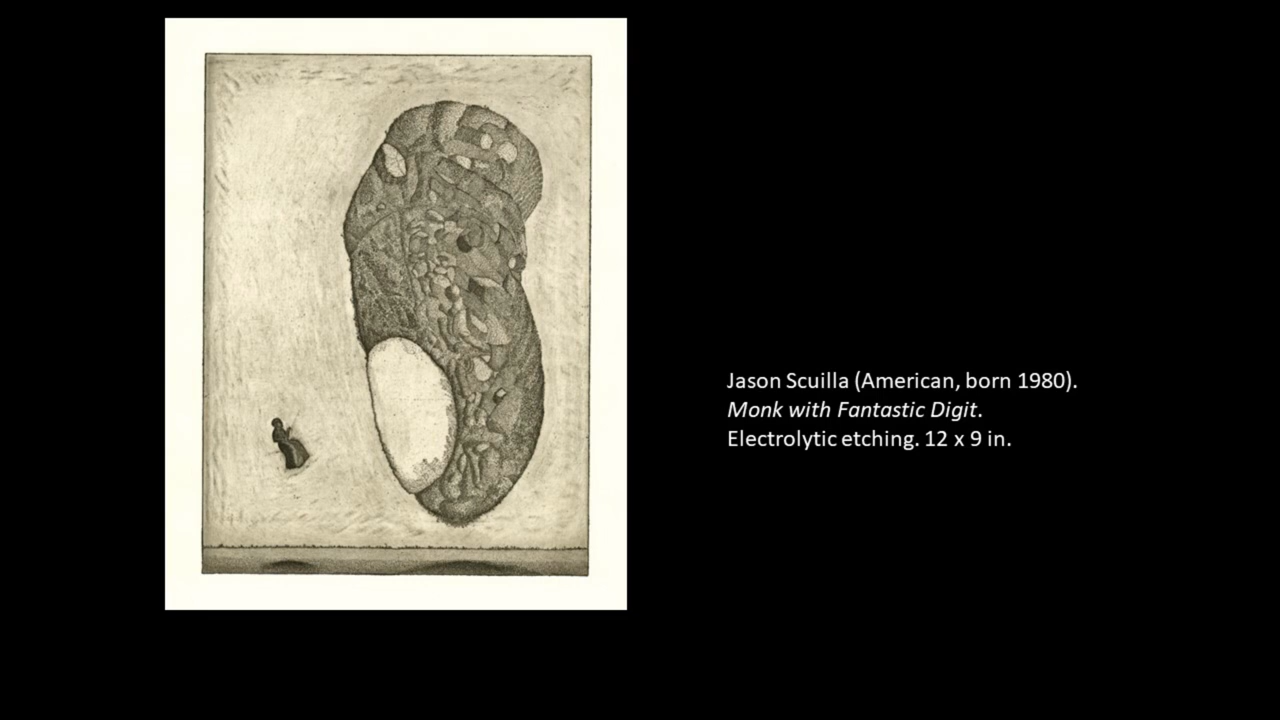 Jason Scuilla (American, born 1980).
Monk with Fantastic Digit.
Electrolytic etching. 12 x 9 in.